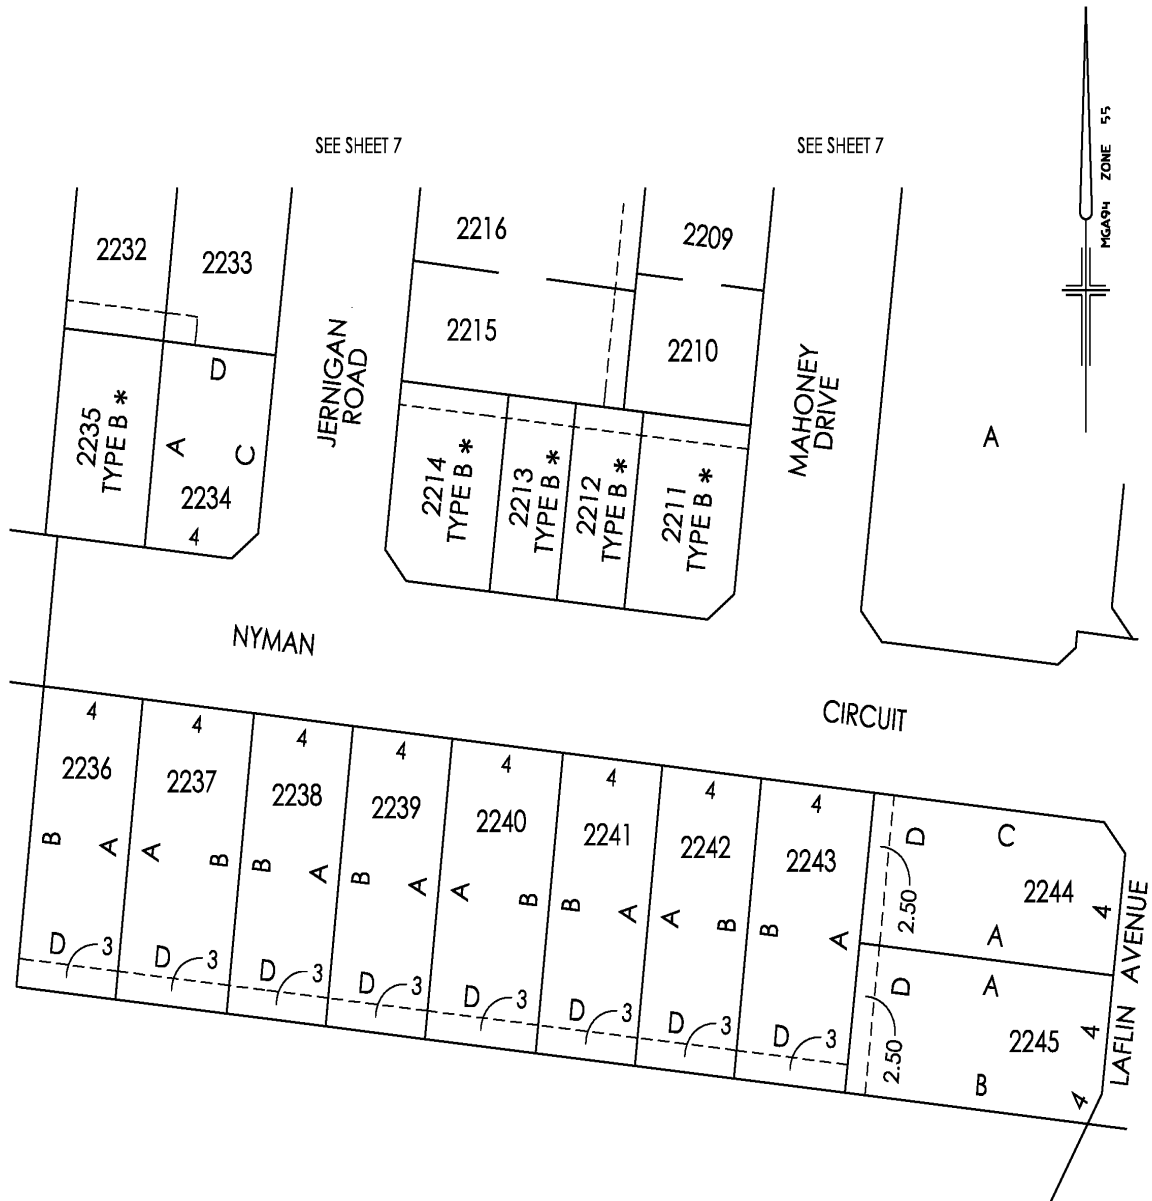 SEE SHEET 7
SEE SHEET 7
MGA94 ZONE 55
2232
2233
2216
2209
2215
2210
JERNIGAN
ROAD
MAHONEY
DRIVE
D
A
C
2235
TYPE B *
2234
4
2214
TYPE B *
2213
TYPE B *
2212
TYPE B *
2211
TYPE B *
A
NYMAN
CIRCUIT
4
2236
B
A
D
3
4
2237
A
B
D
3
4
2238
B
A
D
3
4
2239
B
A
D
3
4
2240
A
B
D
3
4
2241
B
A
D
3
4
2242
A
B
D
3
4
2243
B
A
D
3
D
C
2.50
2244
4
A
D
A
2.50
2245
4
B
4
LAFLIN AVENUE